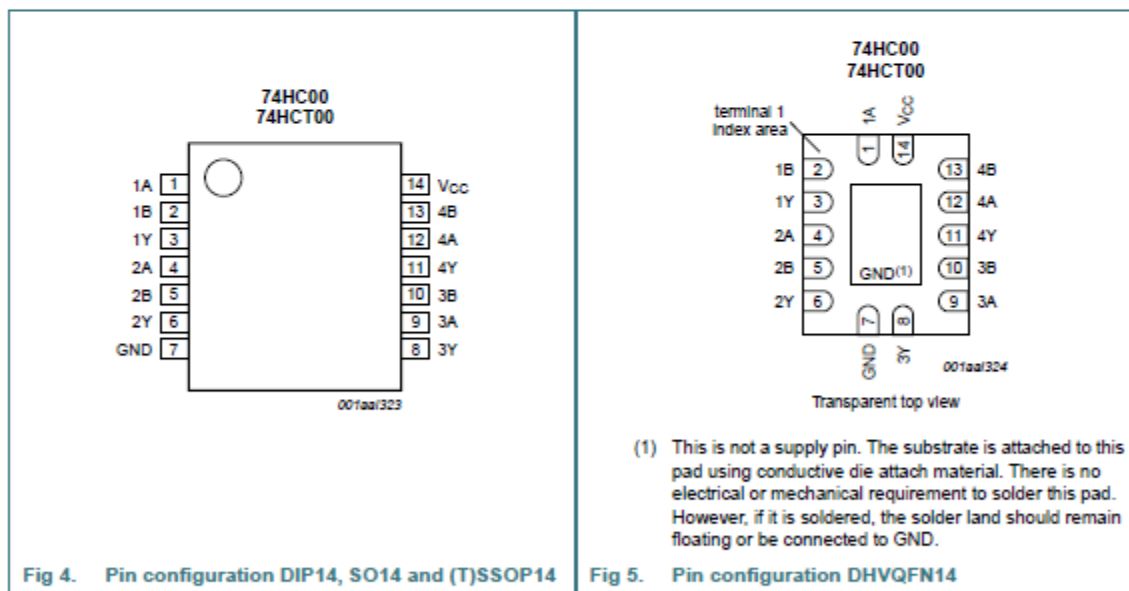 74HC00
74HCT00
1A 1
1B 2
1Y 3
2A 4
2B 5
2Y 6
GND 7
14 VCC
13 4B
12 4A
11 4Y
10 3B
9 3A
8 3Y
001aal323
Fig 4. Pin configuration DIP14, SO14 and (T)SSOP14
74HC00
74HCT00
terminal 1
index area
1A
VCC
1
14
1B 2
1Y 3
2A 4
2B 5
2Y 6
13 4B
12 4A
11 4Y
10 3B
9 3A
GND(1)
7
8
GND
3Y
001aal324
Transparent top view
(1) This is not a supply pin. The substrate is attached to this
pad using conductive die attach material. There is no
electrical or mechanical requirement to solder this pad.
However, if it is soldered, the solder land should remain
floating or be connected to GND.
Fig 5. Pin configuration DHVQFN14